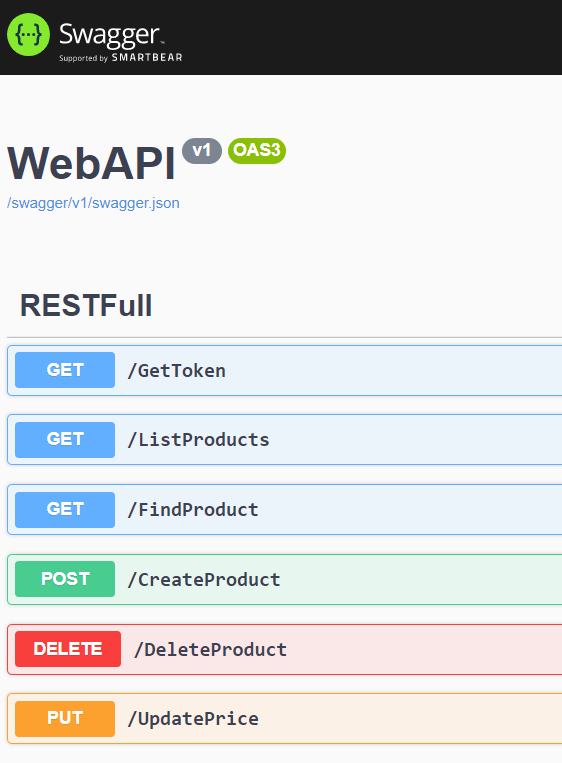 {···} Swagger™
Supported by SMARTBEAR
WebAPI v1 OAS3
/swagger/v1/swagger.json
RESTFull
GET /GetToken
GET /ListProducts
GET /FindProduct
POST /CreateProduct
DELETE /DeleteProduct
PUT /UpdatePrice